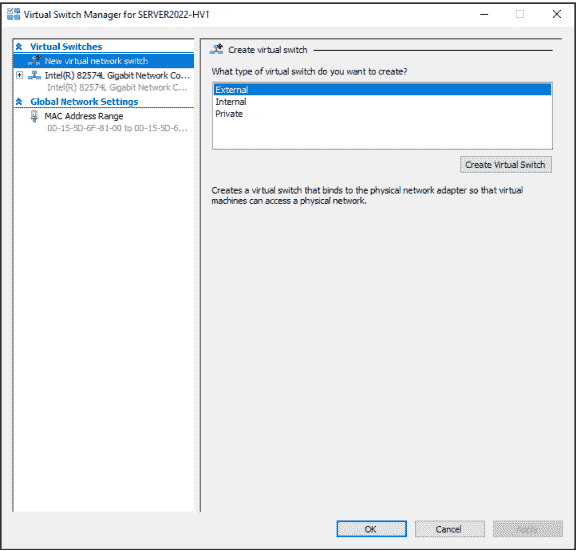 Virtual Switch Manager for SERVER2022-HV1
Virtual Switches
New virtual network switch
Intel(R) 82574L Gigabit Network Co...
Intel(R) 82574L Gigabit Network C...
Global Network Settings
MAC Address Range
00-15-5D-6F-81-00 to 00-15-5D-6...
Create virtual switch
What type of virtual switch do you want to create?
External
Internal
Private
Create Virtual Switch
Creates a virtual switch that binds to the physical network adapter so that virtual
machines can access a physical network.
OK
Cancel
Apply